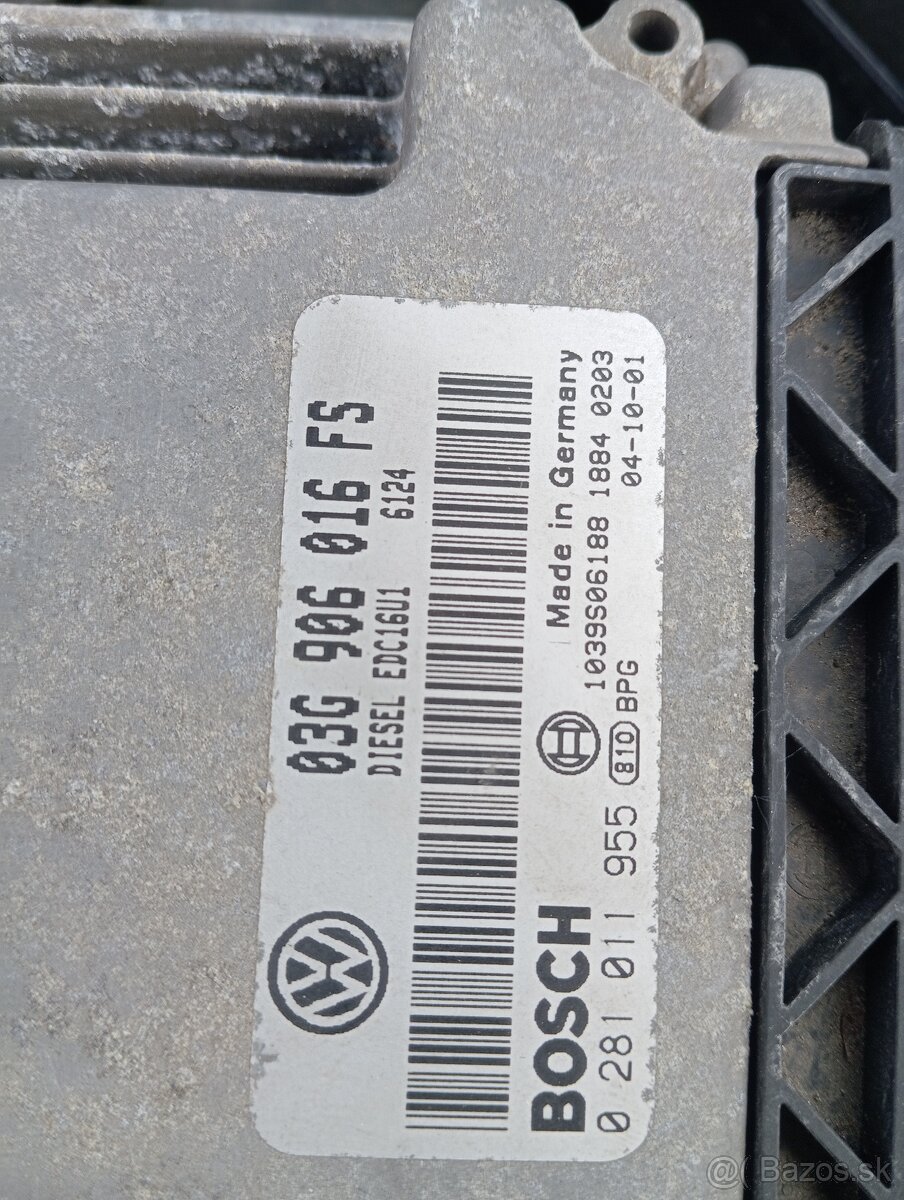 03G 906 016 FS
DIESEL EDC16U1 6124
Made in Germany
1039S06188 1884 0203
810 BPG 04-10-01
BOSCH
0 281 011 955
@( Bazos.sk